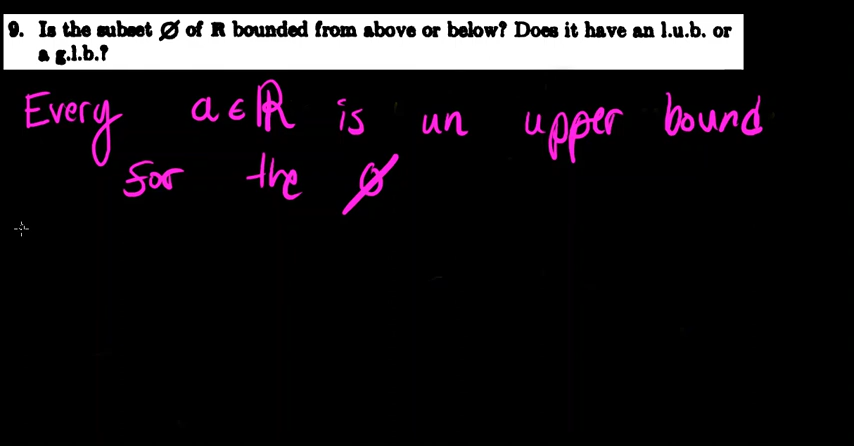 9. Is the subset ∅ of R bounded from above or below? Does it have an l.u.b. or
a g.l.b.?
Every a ∈ ℝ is un upper bound
for the ∅